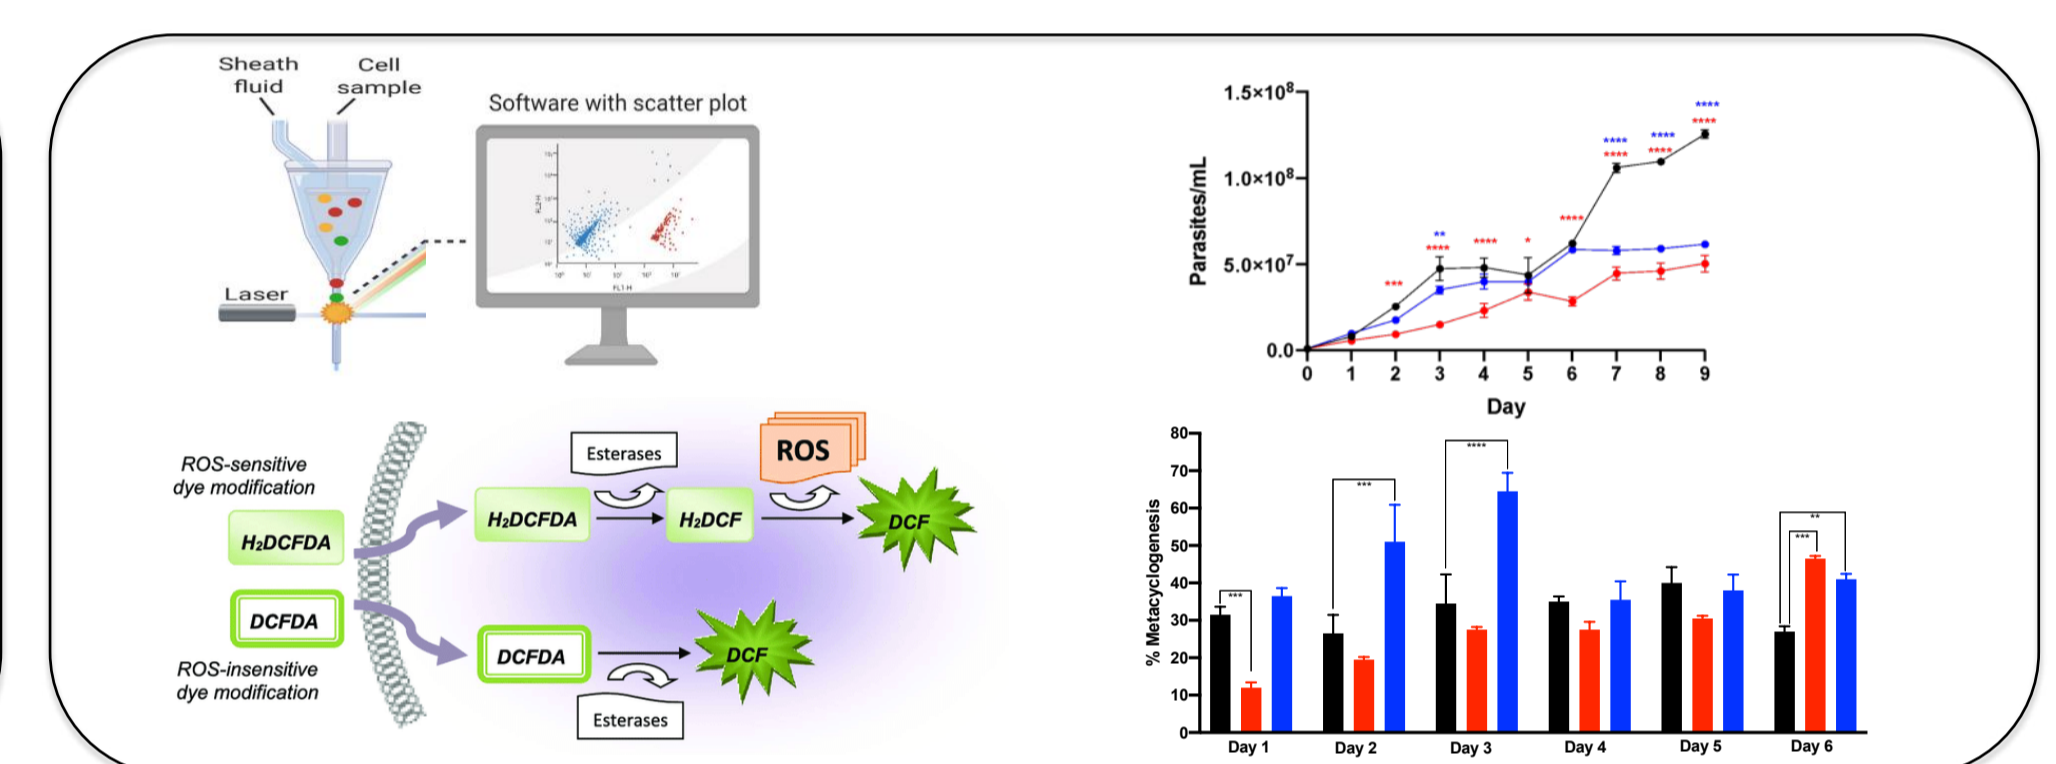 Sheath
fluid
Cell
sample
Laser
Software with scatter plot
FL2-H
FL1-H
ROS-sensitive
dye modification
H₂DCFDA
DCFDA
ROS-insensitive
dye modification
H₂DCFDA
Esterases
H₂DCF
ROS
DCF
DCFDA
Esterases
DCF
Parasites/mL
1.5×10⁸
1.0×10⁸
5.0×10⁷
0.0
***
**
****
****
*
****
****
****
****
****
****
****
0 1 2 3 4 5 6 7 8 9
Day
% Metacyclogenesis
80
70
60
50
40
30
20
10
0
***
***
****
**
***
Day 1 Day 2 Day 3 Day 4 Day 5 Day 6